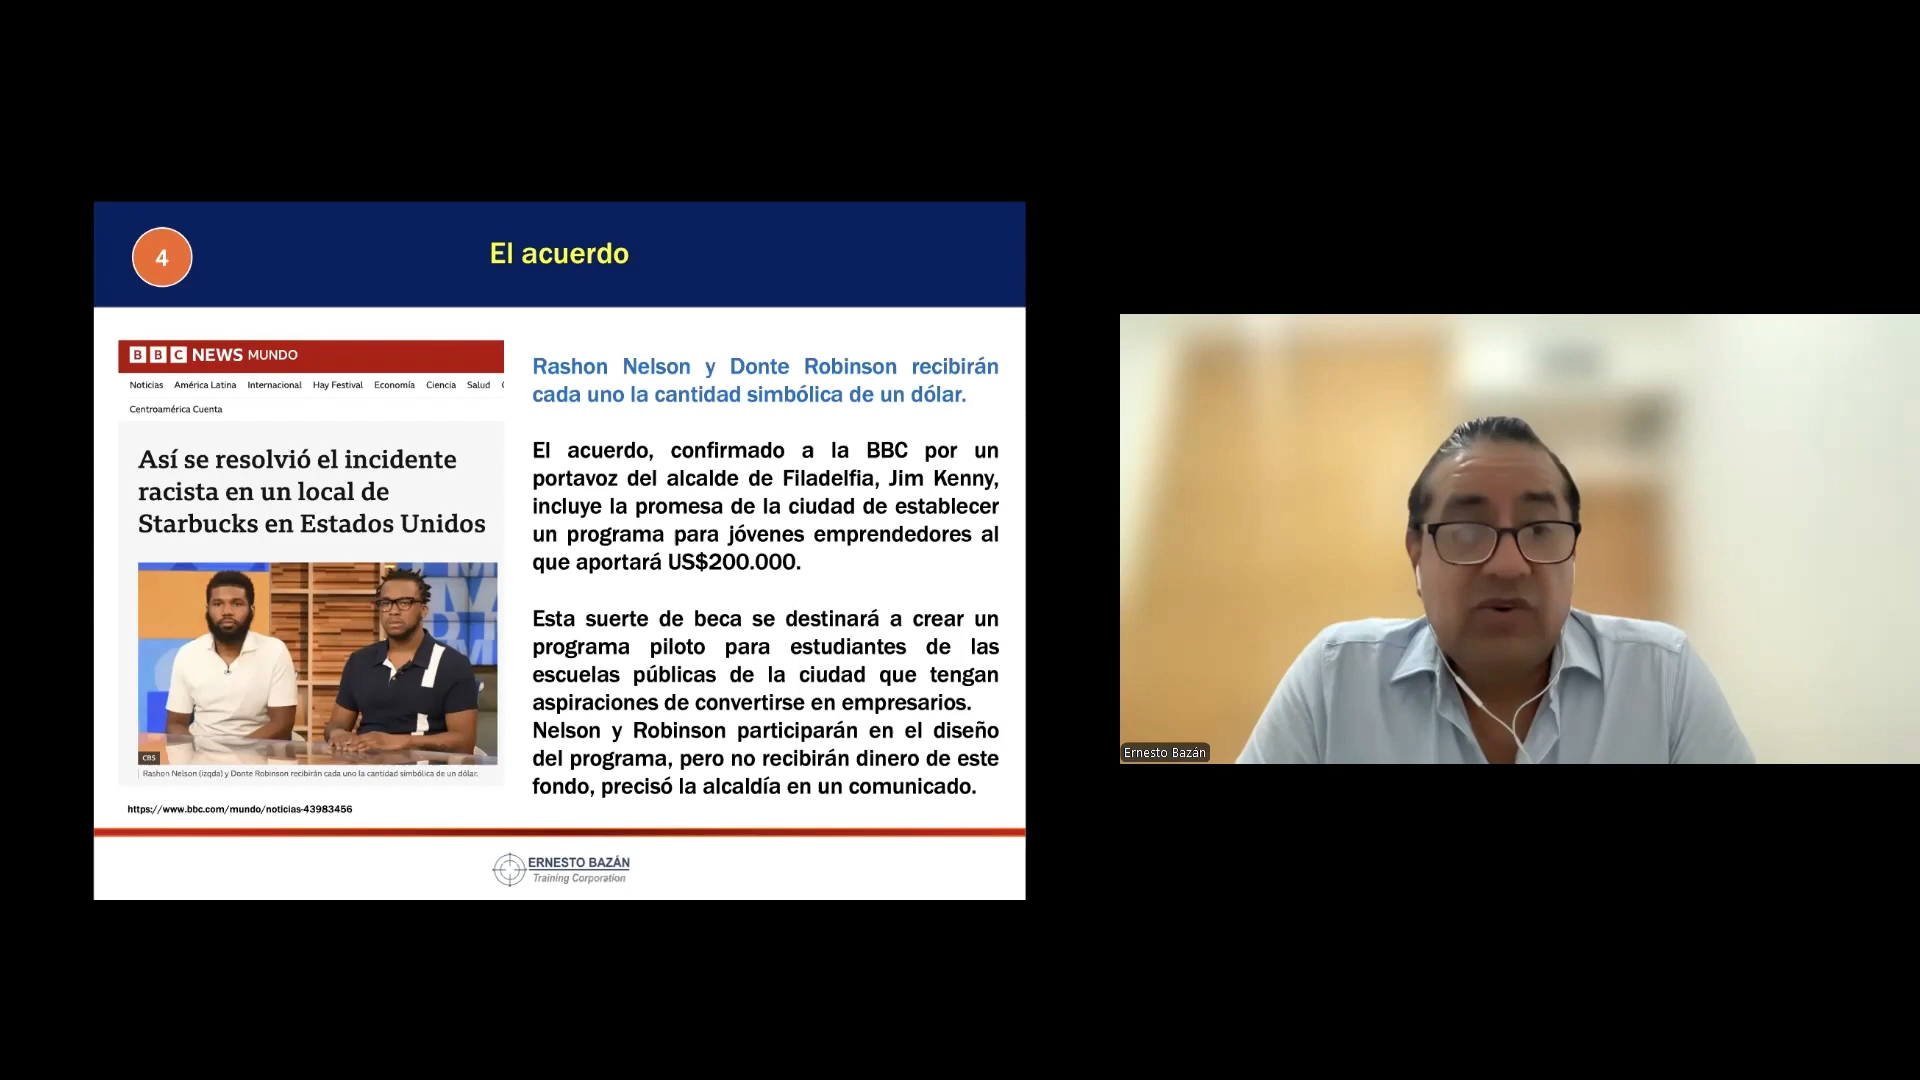 4
El acuerdo
BBC NEWS MUNDO
Noticias América Latina Internacional Hay Festival Economía Ciencia Salud
Centroamérica Cuenta
Así se resolvió el incidente
racista en un local de
Starbucks en Estados Unidos
CBS
Rashon Nelson (izqda) y Donte Robinson recibirán cada uno la cantidad simbólica de un dólar.
https://www.bbc.com/mundo/noticias-43983456
Rashon Nelson y Donte Robinson recibirán
cada uno la cantidad simbólica de un dólar.
El acuerdo, confirmado a la BBC por un
portavoz del alcalde de Filadelfia, Jim Kenny,
incluye la promesa de la ciudad de establecer
un programa para jóvenes emprendedores al
que aportará US$200.000.
Esta suerte de beca se destinará a crear un
programa piloto para estudiantes de las
escuelas públicas de la ciudad que tengan
aspiraciones de convertirse en empresarios.
Nelson y Robinson participarán en el diseño
del programa, pero no recibirán dinero de este
fondo, precisó la alcaldía en un comunicado.
ERNESTO BAZÁN
Training Corporation
Ernesto Bazán